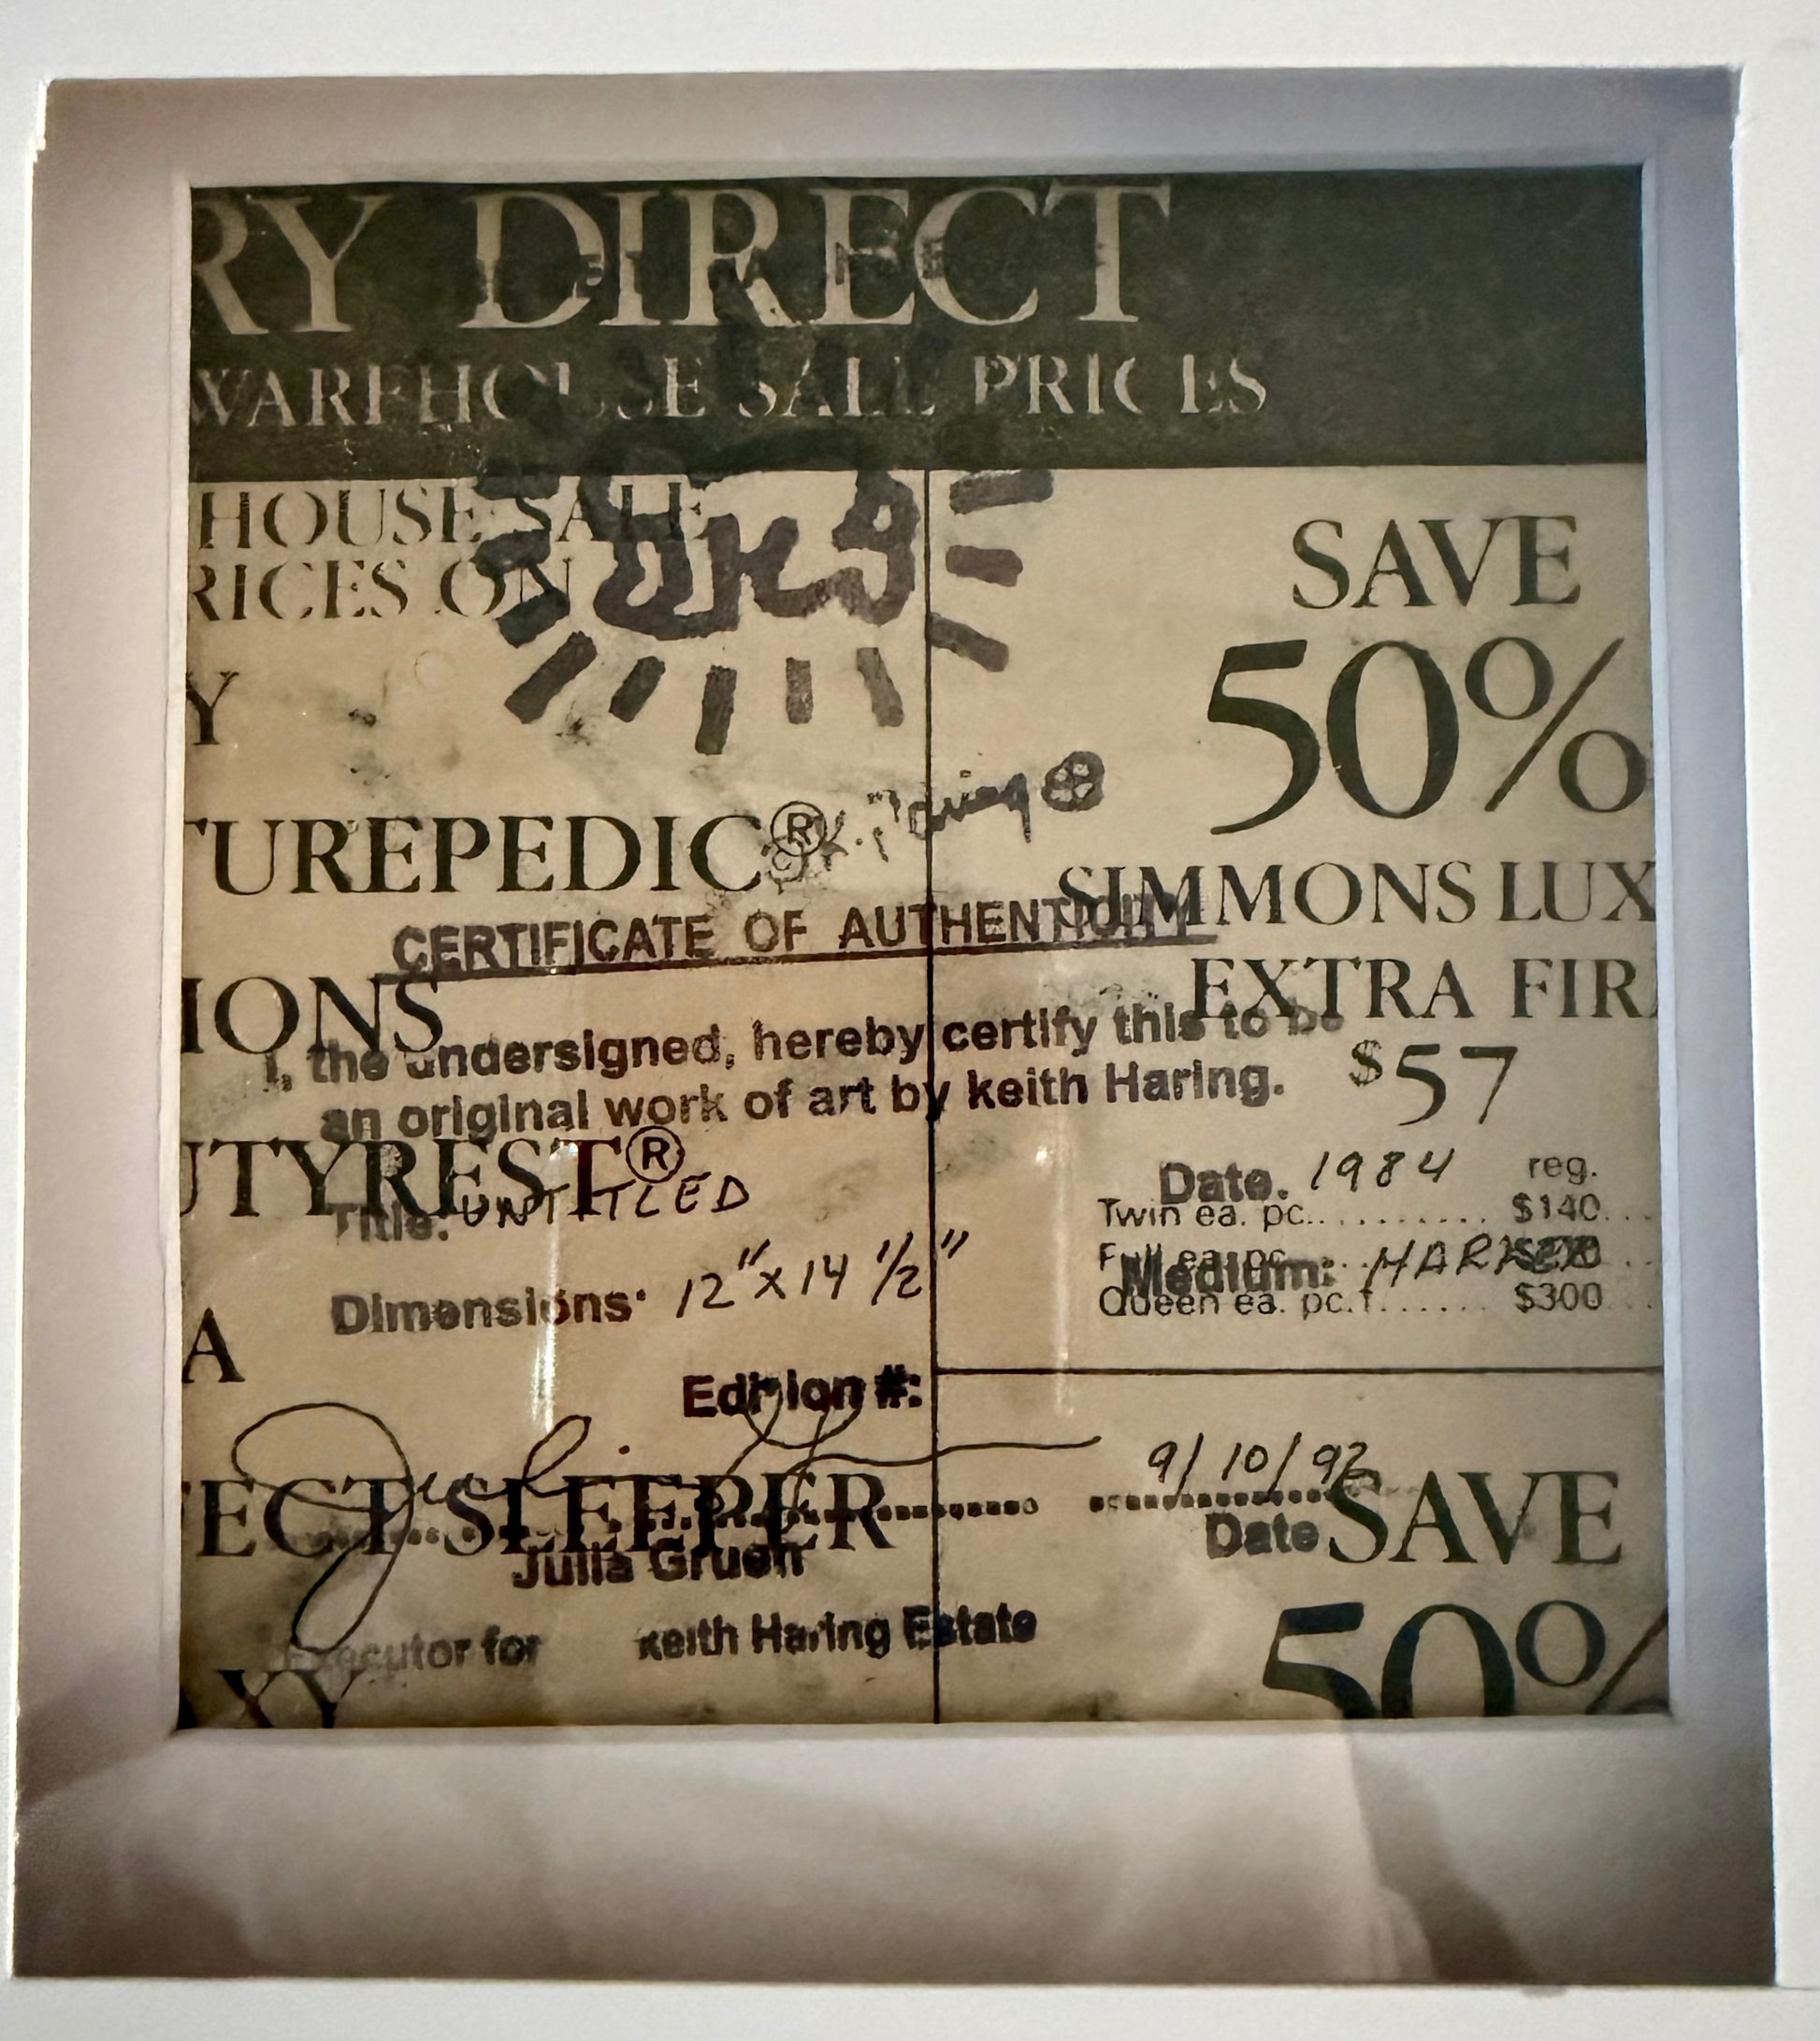 RY DIRECT
WAREHOUSE SALE PRICES
HOUSE SALE
RICES ON
SAVE
Y
50%
K. Haring
TUREPEDIC®
SIMMONS LUX
CERTIFICATE OF AUTHENTICITY
EXTRA FIR
IONS
I, the undersigned, hereby certify this to be
an original work of art by keith Haring.
$57
UTYREST®
Date. 1984
reg.
Title: UNTITLED
Twin ea. pc........... $140...
Full ea. pc.
Medium: MARKER
Dimensions: 12" x 14 1/2"
Queen ea. pc........ $300...
A
Edition #:
9/10/92
FECT SLEEPER
Date
SAVE
Julia Gruen
Executor for keith Haring Estate
50%
AXY